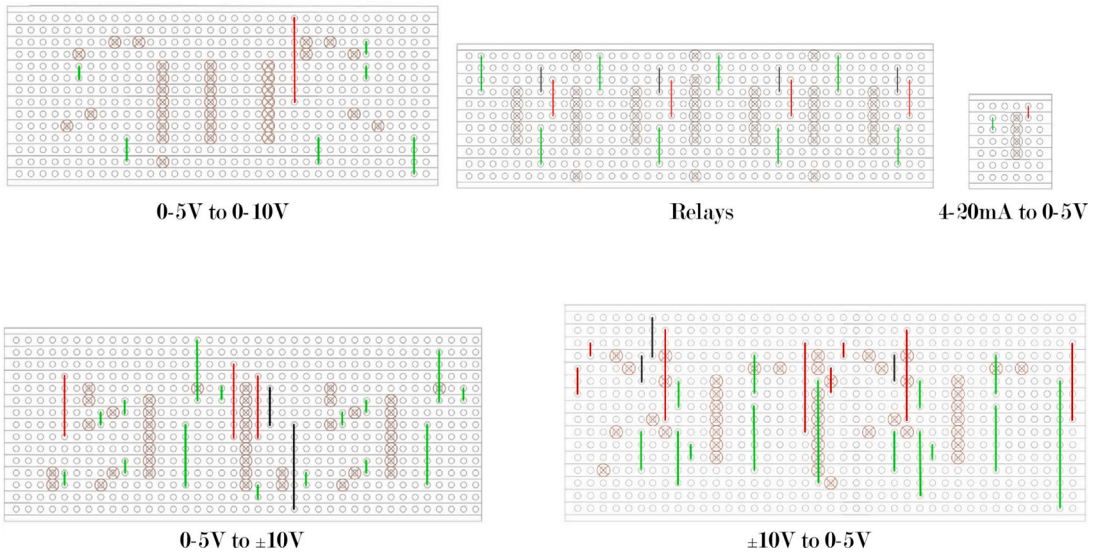 0-5V to 0-10V
Relays
4-20mA to 0-5V
0-5V to ±10V
±10V to 0-5V